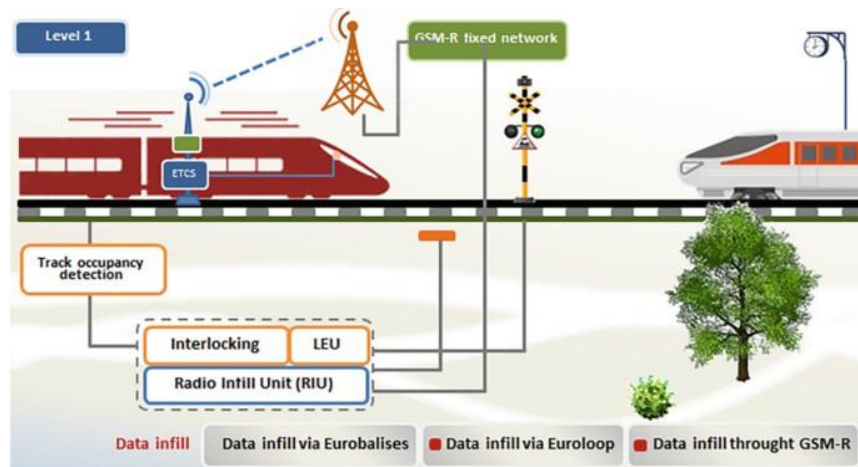 Level 1
GSM-R fixed network
ETCS
Track occupancy
detection
Interlocking
LEU
Radio Infill Unit (RIU)
Data infill
Data infill via Eurobalises
Data infill via Euroloop
Data infill throught GSM-R